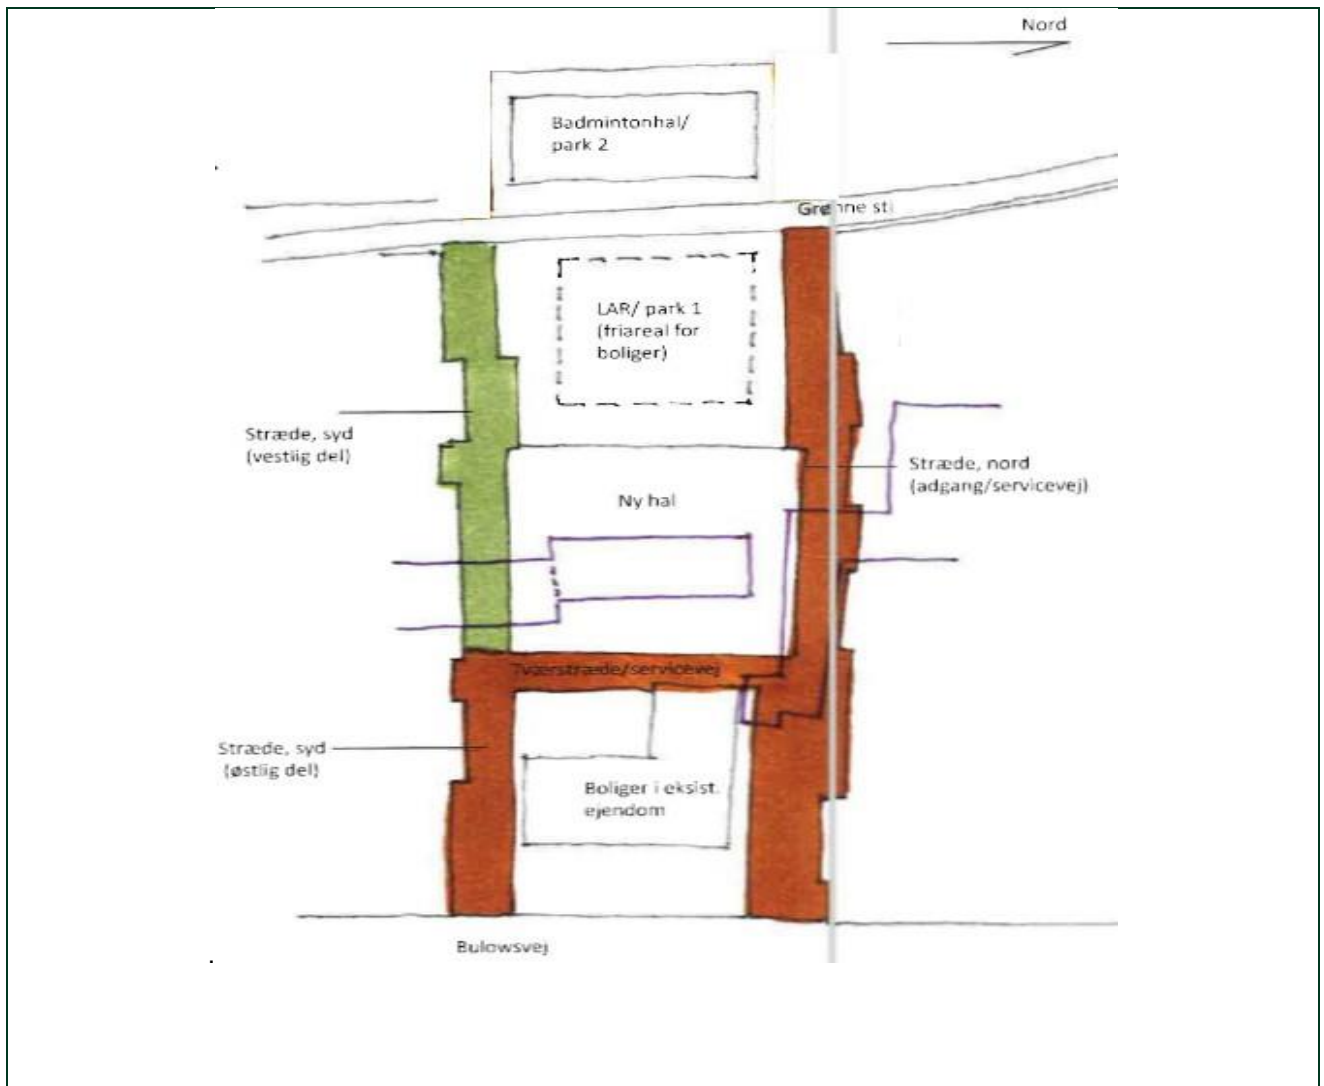 Nord
Badmintonhal/
park 2
Grønne sti
LAR/ park 1
(friareal for
boliger)
Stræde, syd
(vestlig del)
Stræde, nord
(adgang/servicevej)
Ny hal
Tværstræde/servicevej
Stræde, syd
(østlig del)
Boliger i eksist.
ejendom
Bulowsvej